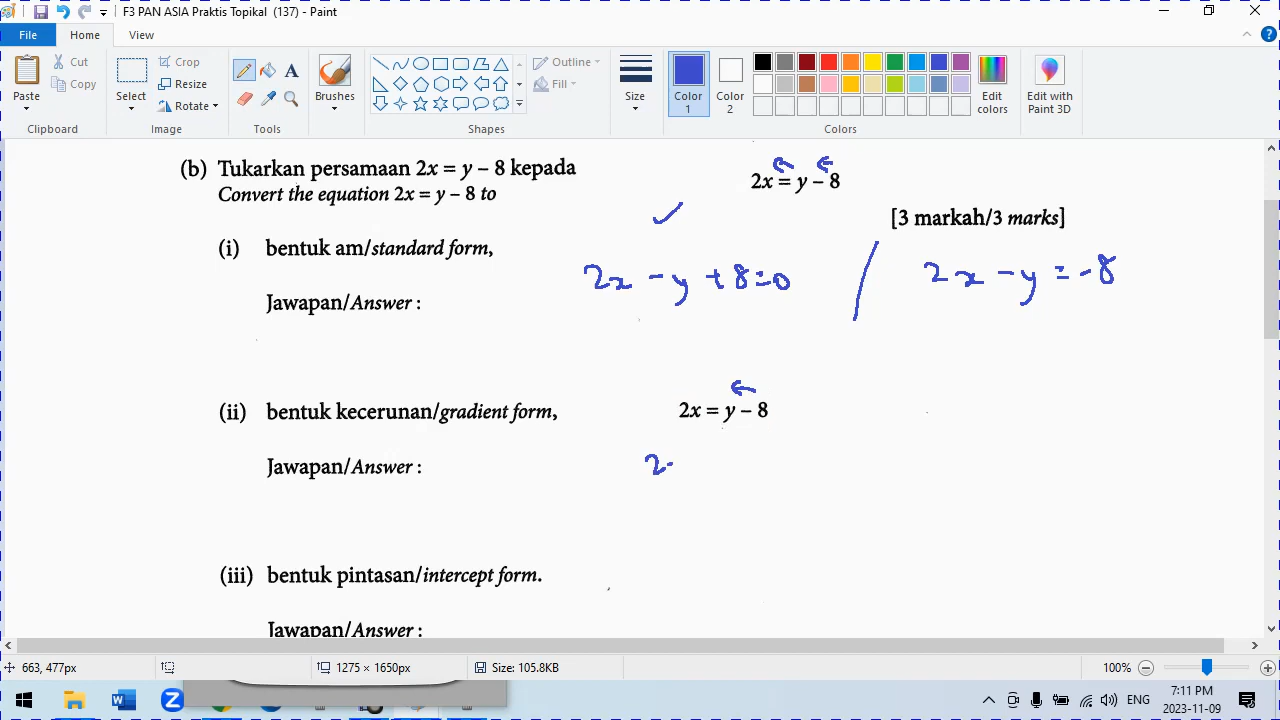 F3 PAN ASIA Praktis Topikal (137) - Paint
File Home View
Paste Cut Copy Clipboard
Select Crop Resize Rotate Image
Tools
Brushes
Outline Fill Shapes
Size
Color 1 Color 2 Edit colors Colors
Edit with Paint 3D
(b) Tukarkan persamaan 2x = y – 8 kepada
2x = y – 8
Convert the equation 2x = y – 8 to
[3 markah/3 marks]
(i) bentuk am/standard form,
2x - y + 8 = 0 / 2x - y = -8
Jawapan/Answer :
(ii) bentuk kecerunan/gradient form,
2x = y – 8
Jawapan/Answer :
2
(iii) bentuk pintasan/intercept form.
Jawapan/Answer :
663, 477px 1275 × 1650px Size: 105.8KB 100%
ENG 7:11 PM
2023-11-09